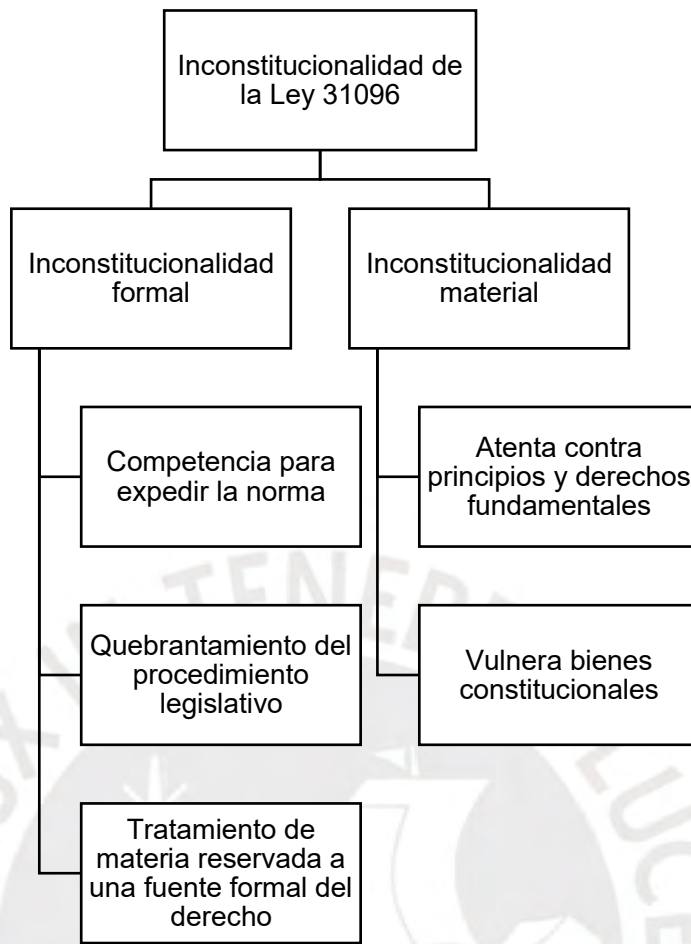 Inconstitucionalidad de
la Ley 31096
Inconstitucionalidad
formal
Inconstitucionalidad
material
Competencia para
expedir la norma
Atenta contra
principios y derechos
fundamentales
Quebrantamiento del
procedimiento
legislativo
Vulnera bienes
constitucionales
Tratamiento de
materia reservada a
una fuente formal del
derecho